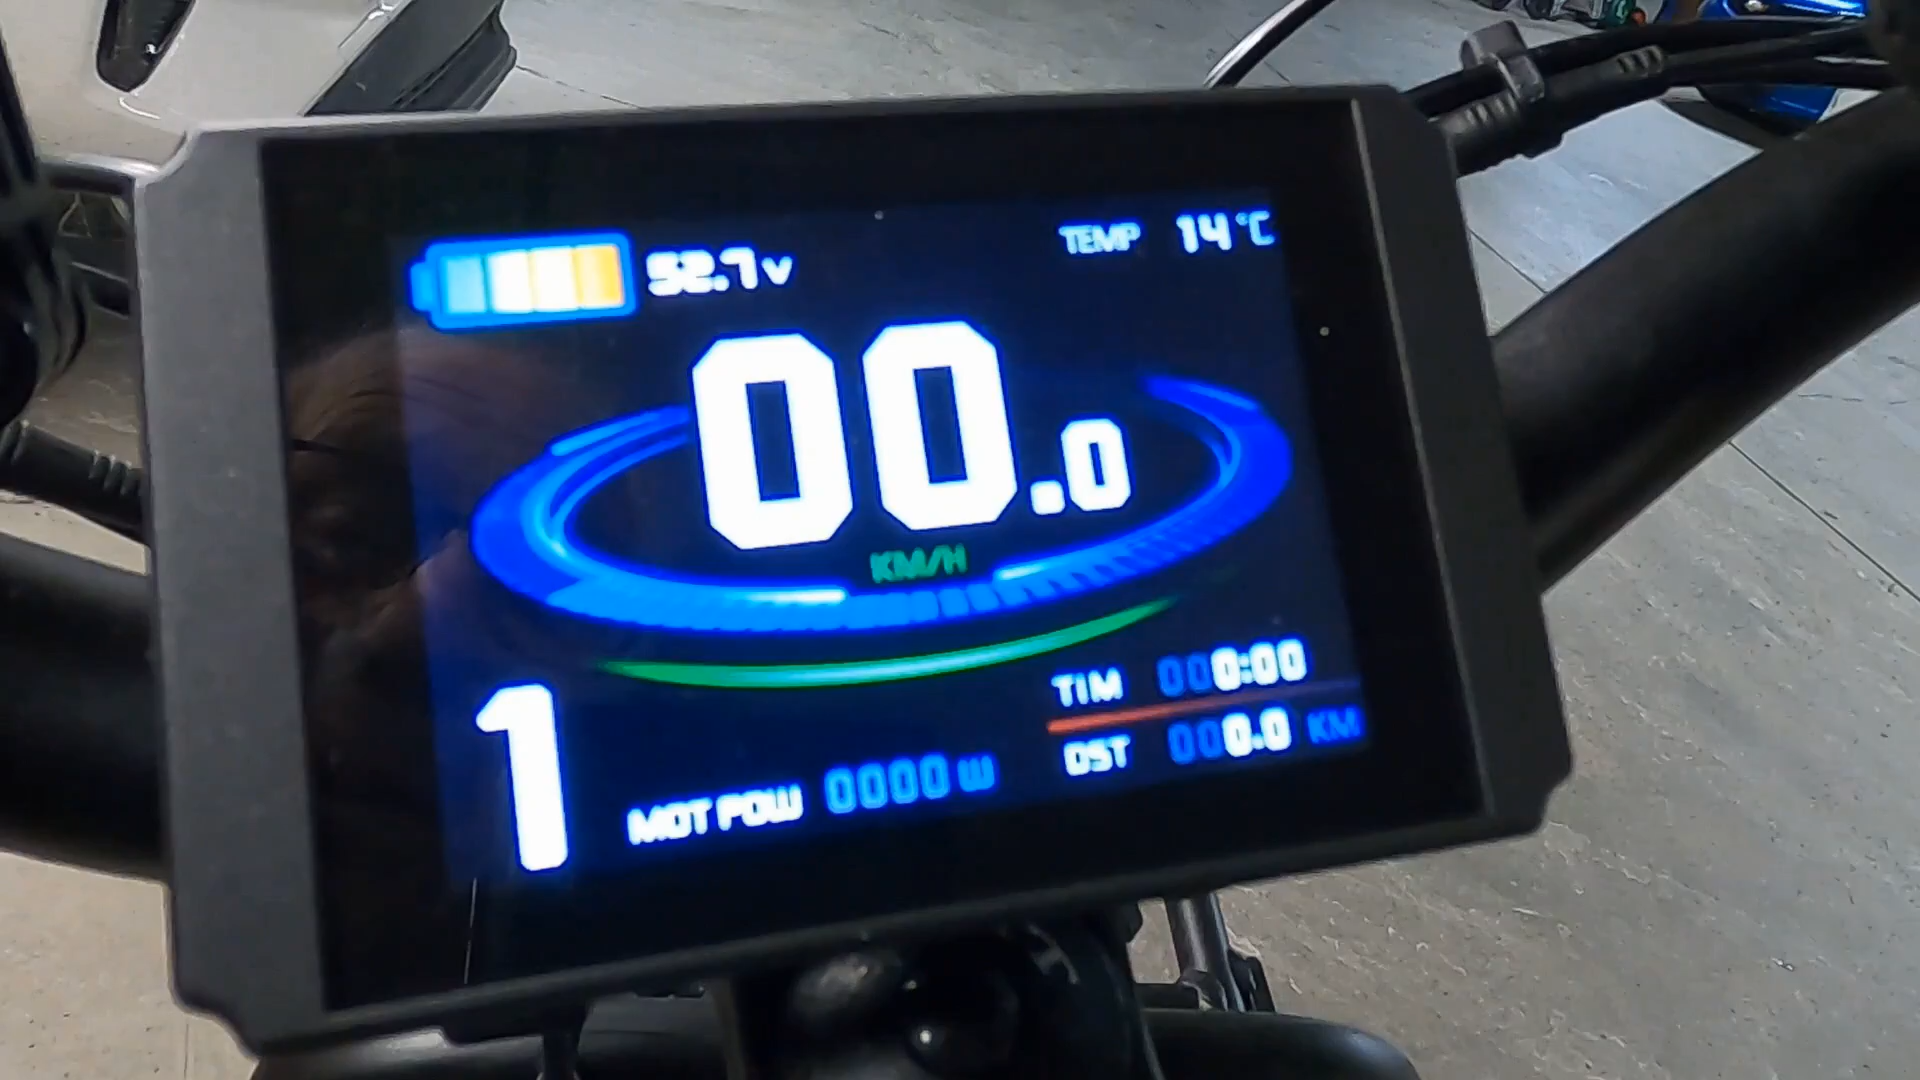 52.7V
TEMP 14°C
00.0
KM/H
1
MOT POW 0000 W
TIM 000:00
DST 000.0 KM